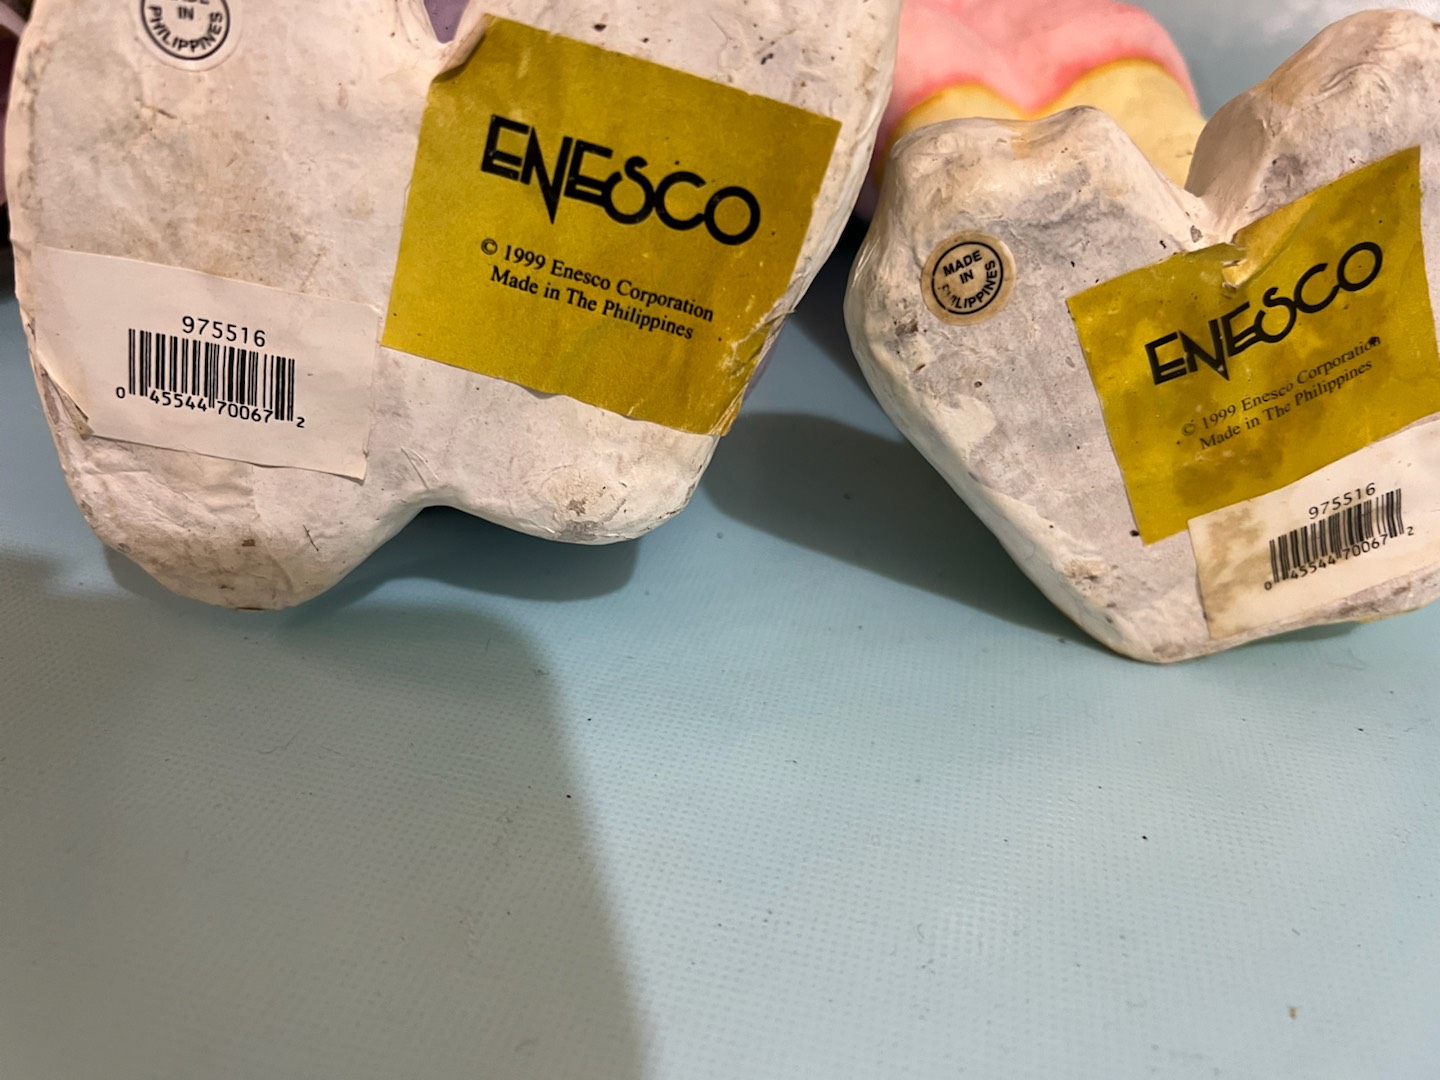 IN
PHILIPPINES
ENESCO
© 1999 Enesco Corporation
Made in The Philippines
975516
0 45544 70067 2
MADE
IN
PHILIPPINES
ENESCO
© 1999 Enesco Corporation
Made in The Philippines
975516
0 45544 70067 2